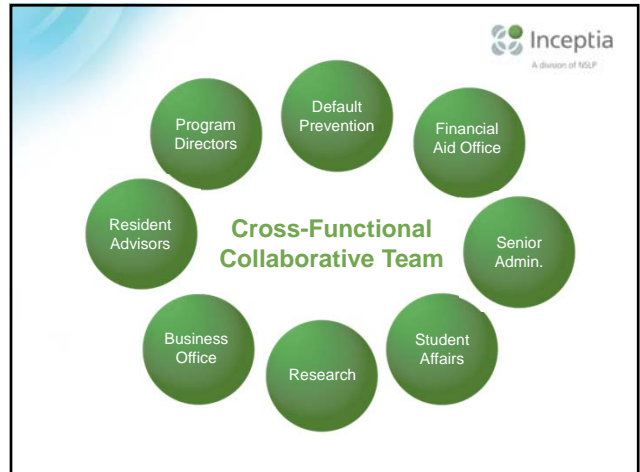 Inceptia
A division of NSLP
Default
Prevention
Financial
Aid Office
Senior
Admin.
Student
Affairs
Research
Business
Office
Resident
Advisors
Program
Directors
Cross-Functional
Collaborative Team